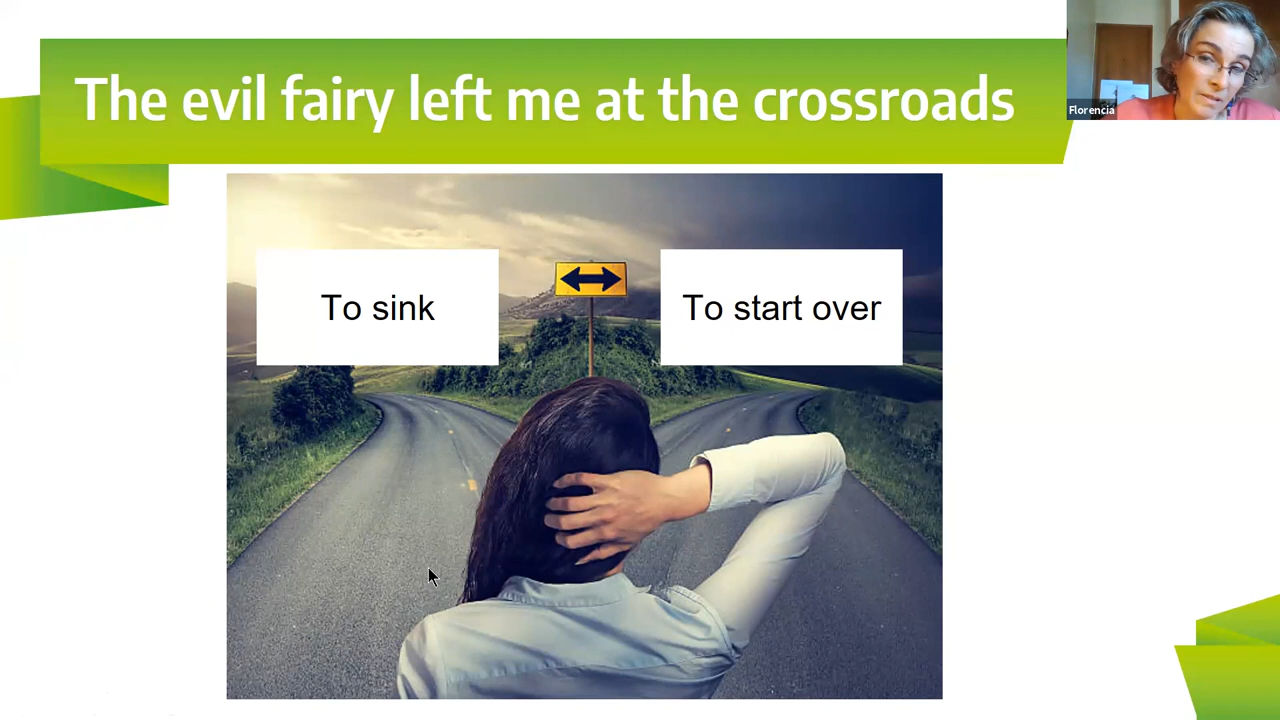 The evil fairy left me at the crossroads
Florencia
To sink
To start over